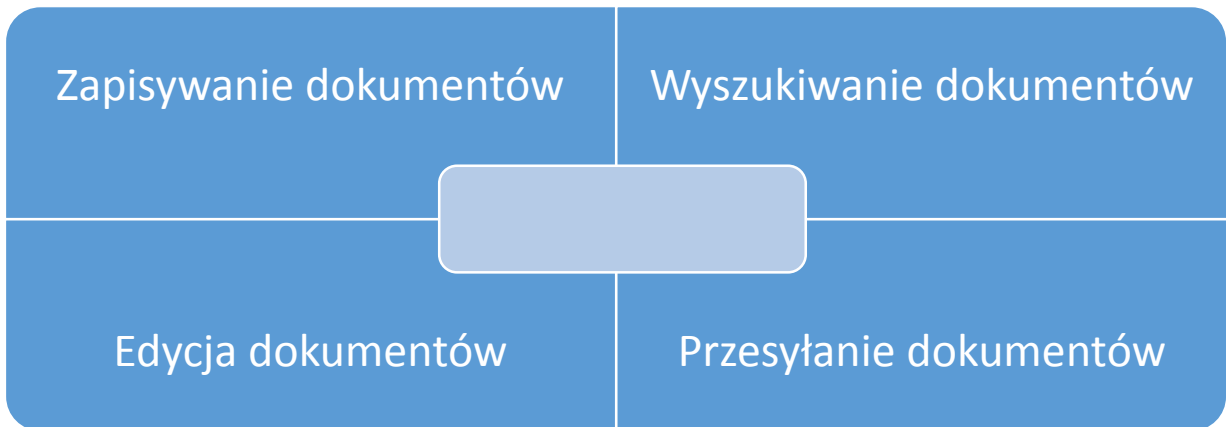 Zapisywanie dokumentów
Wyszukiwanie dokumentów
Edycja dokumentów
Przesyłanie dokumentów